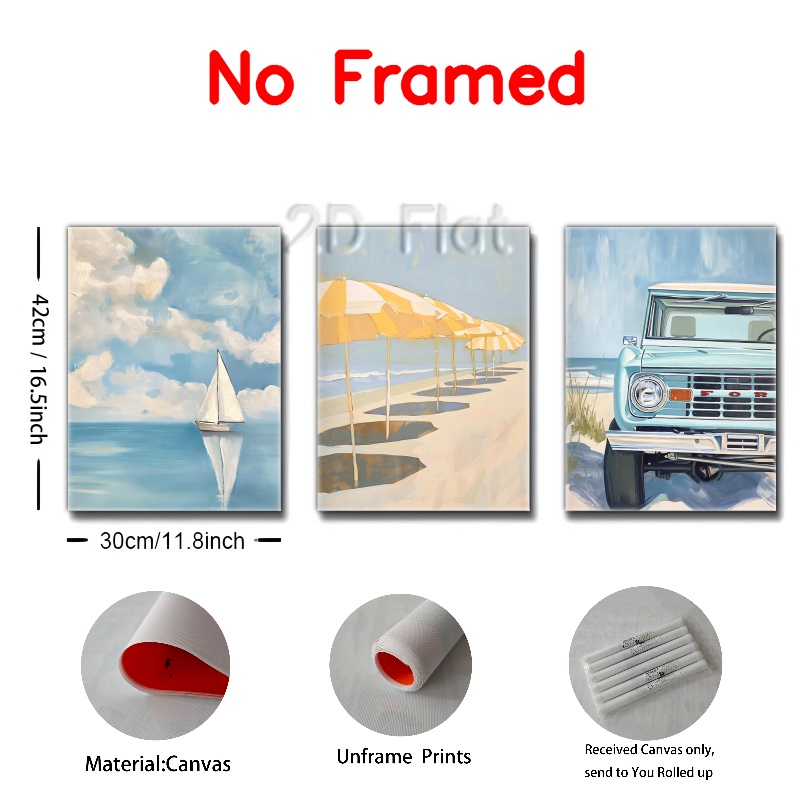 No Framed
2D Flat
42cm / 16.5inch
FOR
30cm/11.8inch
Material:Canvas
Unframe Prints
Received Canvas only,
send to You Rolled up